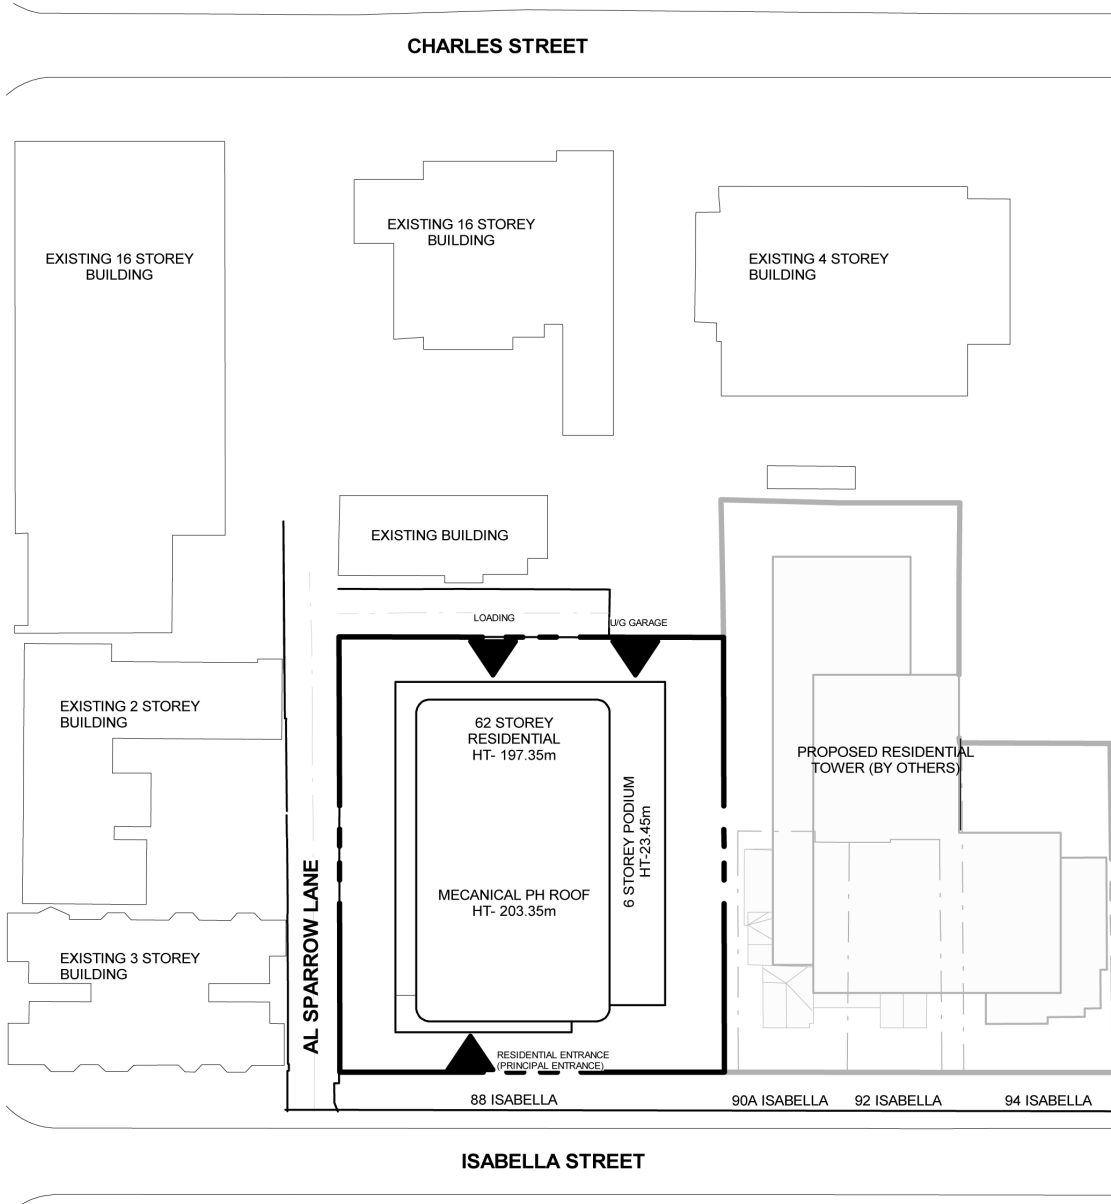 CHARLES STREET
EXISTING 16 STOREY
BUILDING
EXISTING 16 STOREY
BUILDING
EXISTING 4 STOREY
BUILDING
EXISTING BUILDING
LOADING
U/G GARAGE
EXISTING 2 STOREY
BUILDING
62 STOREY
RESIDENTIAL
HT- 197.35m
6 STOREY PODIUM
HT-23.45m
PROPOSED RESIDENTIAL
TOWER (BY OTHERS)
MECANICAL PH ROOF
HT- 203.35m
AL SPARROW LANE
EXISTING 3 STOREY
BUILDING
RESIDENTIAL ENTRANCE
(PRINCIPAL ENTRANCE)
88 ISABELLA
90A ISABELLA
92 ISABELLA
94 ISABELLA
ISABELLA STREET